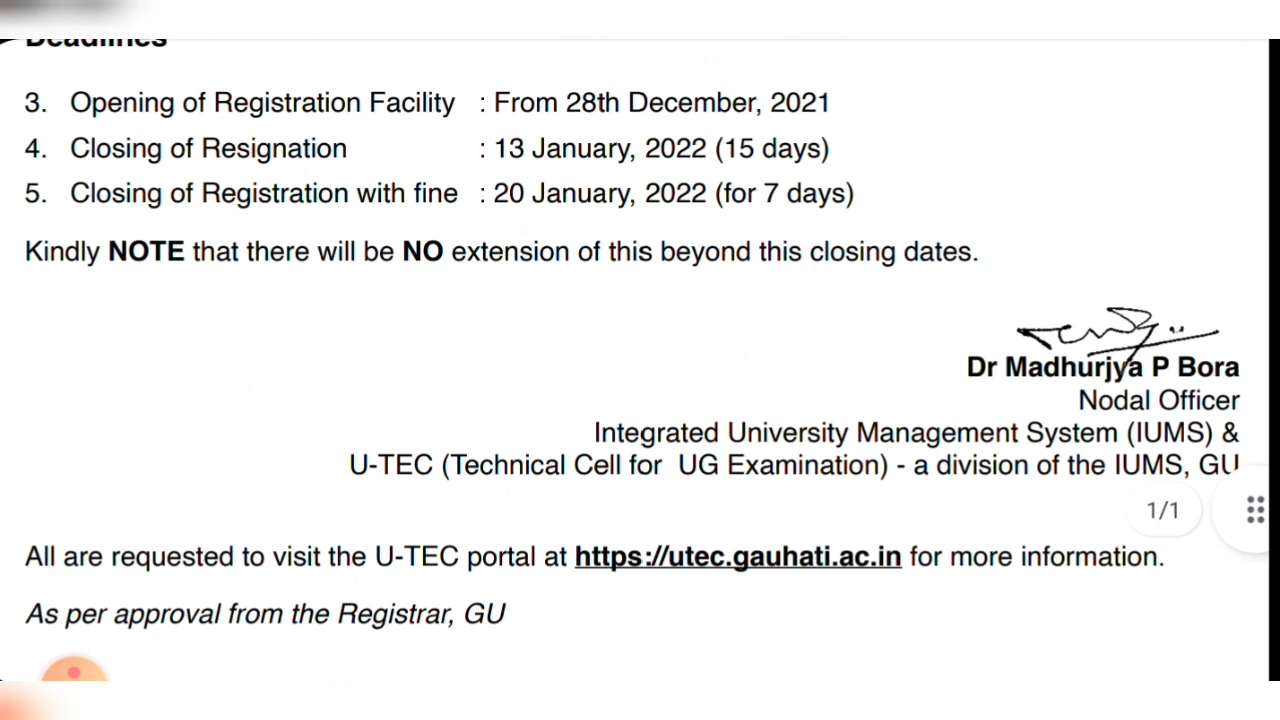 Deadlines
3. Opening of Registration Facility : From 28th December, 2021
4. Closing of Resignation : 13 January, 2022 (15 days)
5. Closing of Registration with fine : 20 January, 2022 (for 7 days)
Kindly NOTE that there will be NO extension of this beyond this closing dates.
Dr Madhurjya P Bora
Nodal Officer
Integrated University Management System (IUMS) &
U-TEC (Technical Cell for UG Examination) - a division of the IUMS, GU
1/1
All are requested to visit the U-TEC portal at https://utec.gauhati.ac.in for more information.
As per approval from the Registrar, GU